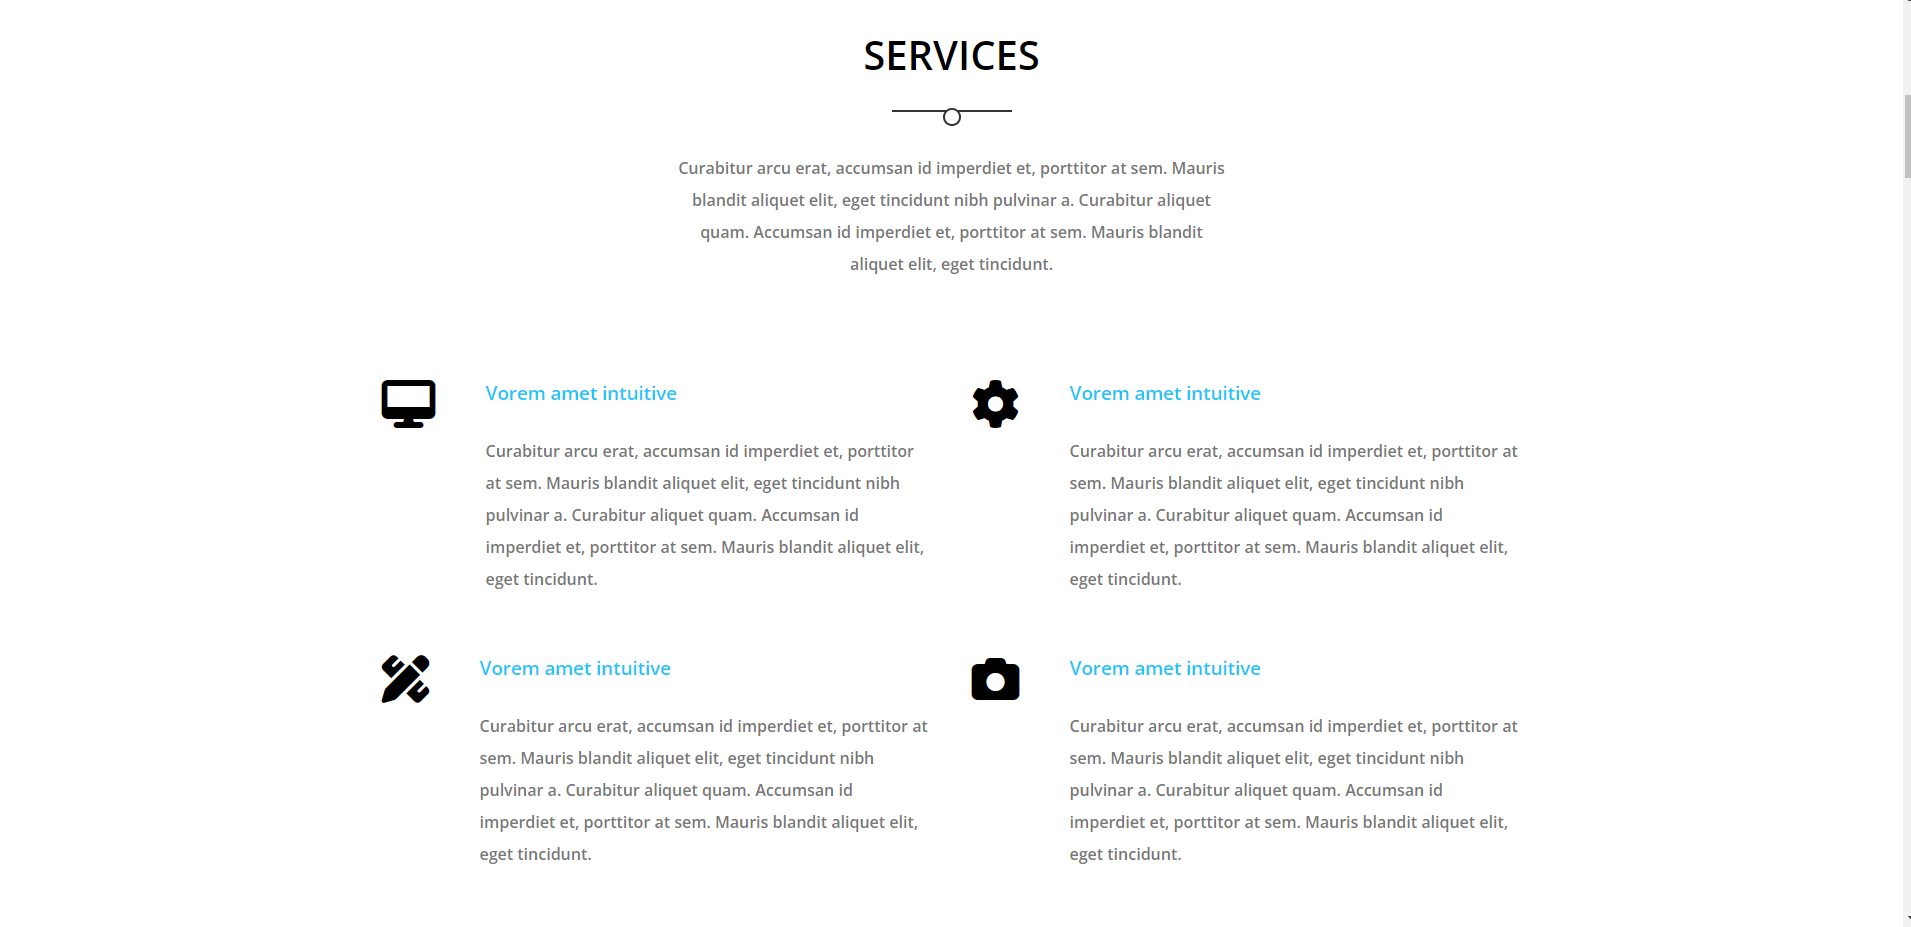 SERVICES
Curabitur arcu erat, accumsan id imperdiet et, porttitor at sem. Mauris
blandit aliquet elit, eget tincidunt nibh pulvinar a. Curabitur aliquet
quam. Accumsan id imperdiet et, porttitor at sem. Mauris blandit
aliquet elit, eget tincidunt.
Vorem amet intuitive
Curabitur arcu erat, accumsan id imperdiet et, porttitor
at sem. Mauris blandit aliquet elit, eget tincidunt nibh
pulvinar a. Curabitur aliquet quam. Accumsan id
imperdiet et, porttitor at sem. Mauris blandit aliquet elit,
eget tincidunt.
Vorem amet intuitive
Curabitur arcu erat, accumsan id imperdiet et, porttitor at
sem. Mauris blandit aliquet elit, eget tincidunt nibh
pulvinar a. Curabitur aliquet quam. Accumsan id
imperdiet et, porttitor at sem. Mauris blandit aliquet elit,
eget tincidunt.
Vorem amet intuitive
Curabitur arcu erat, accumsan id imperdiet et, porttitor at
sem. Mauris blandit aliquet elit, eget tincidunt nibh
pulvinar a. Curabitur aliquet quam. Accumsan id
imperdiet et, porttitor at sem. Mauris blandit aliquet elit,
eget tincidunt.
Vorem amet intuitive
Curabitur arcu erat, accumsan id imperdiet et, porttitor at
sem. Mauris blandit aliquet elit, eget tincidunt nibh
pulvinar a. Curabitur aliquet quam. Accumsan id
imperdiet et, porttitor at sem. Mauris blandit aliquet elit,
eget tincidunt.